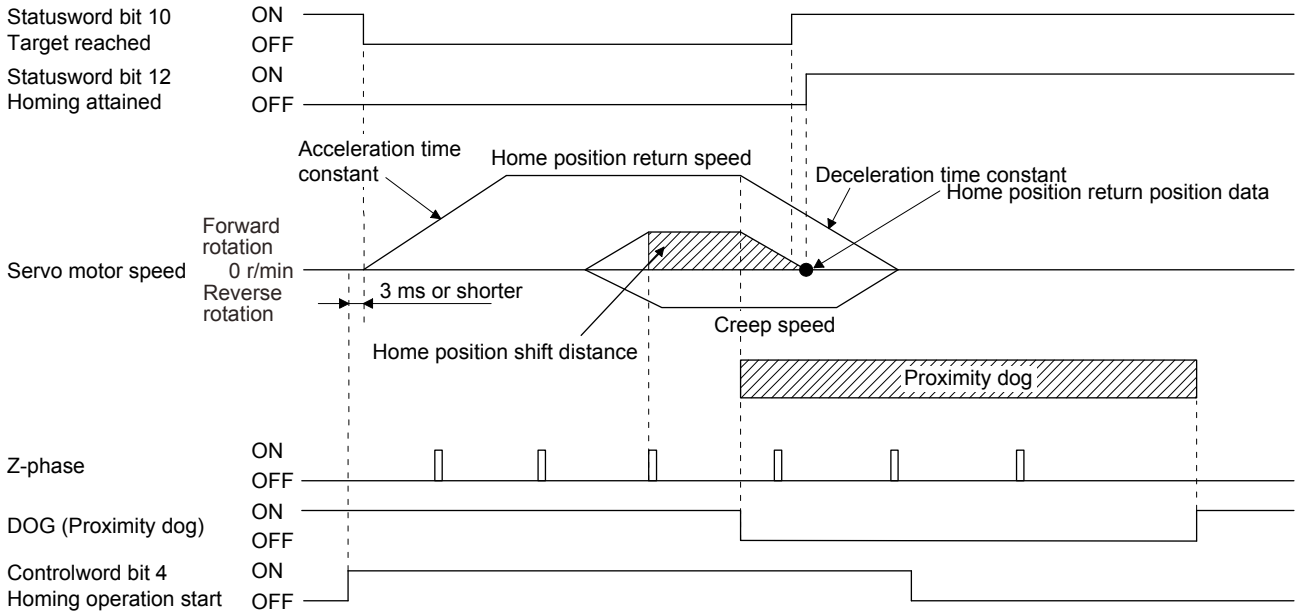 Statusword bit 10
Target reached
ON
OFF
Statusword bit 12
Homing attained
ON
OFF
Acceleration time
constant
Home position return speed
Deceleration time constant
Home position return position data
Servo motor speed
Forward
rotation
0 r/min
Reverse
rotation
3 ms or shorter
Creep speed
Home position shift distance
Proximity dog
Z-phase
ON
OFF
DOG (Proximity dog)
ON
OFF
Controlword bit 4
Homing operation start
ON
OFF